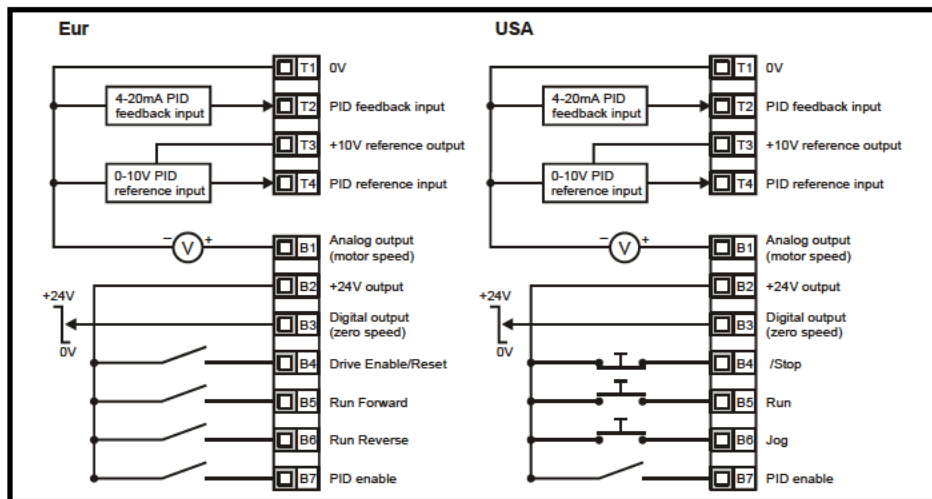 Eur
T1 0V
4-20mA PID
feedback input
T2 PID feedback input
T3 +10V reference output
0-10V PID
reference input
T4 PID reference input
− V +
B1 Analog output
(motor speed)
B2 +24V output
+24V
0V
B3 Digital output
(zero speed)
B4 Drive Enable/Reset
B5 Run Forward
B6 Run Reverse
B7 PID enable
USA
T1 0V
4-20mA PID
feedback input
T2 PID feedback input
T3 +10V reference output
0-10V PID
reference input
T4 PID reference input
− V +
B1 Analog output
(motor speed)
B2 +24V output
+24V
0V
B3 Digital output
(zero speed)
B4 /Stop
B5 Run
B6 Jog
B7 PID enable